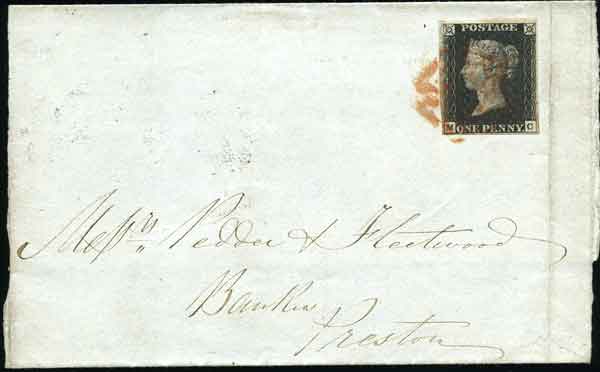 POSTAGE
M ONE PENNY C
Messrs Pedder & Fleetwood
Bankers
Preston